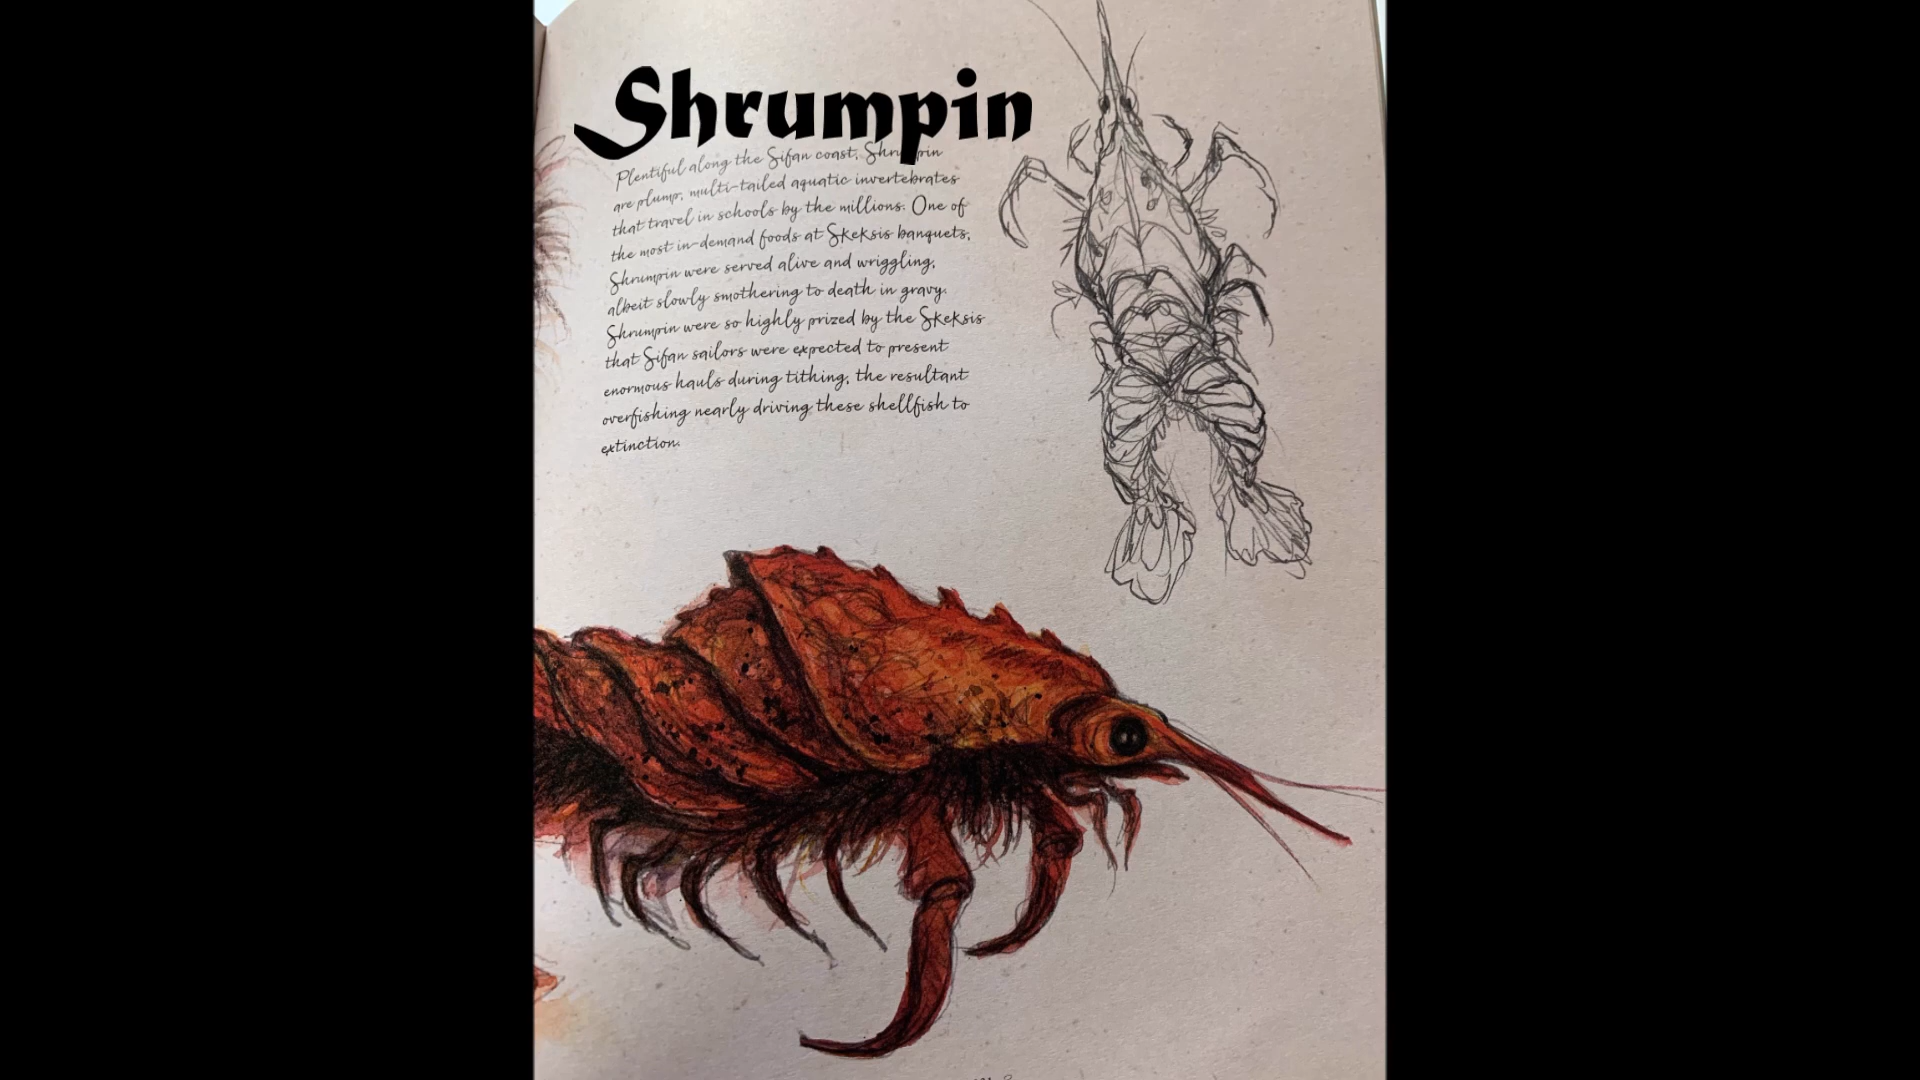 Shrumpin
Plentiful along the Sifan coast, Shrumpin
are plump, multi-tailed aquatic invertebrates
that travel in schools by the millions. One of
the most in-demand foods at Skeksis banquets,
Shrumpin were served alive and wriggling,
albeit slowly smothering to death in gravy.
Shrumpin were so highly prized by the Skeksis
that Sifan sailors were expected to present
enormous hauls during tithing, the resultant
overfishing nearly driving these shellfish to
extinction.